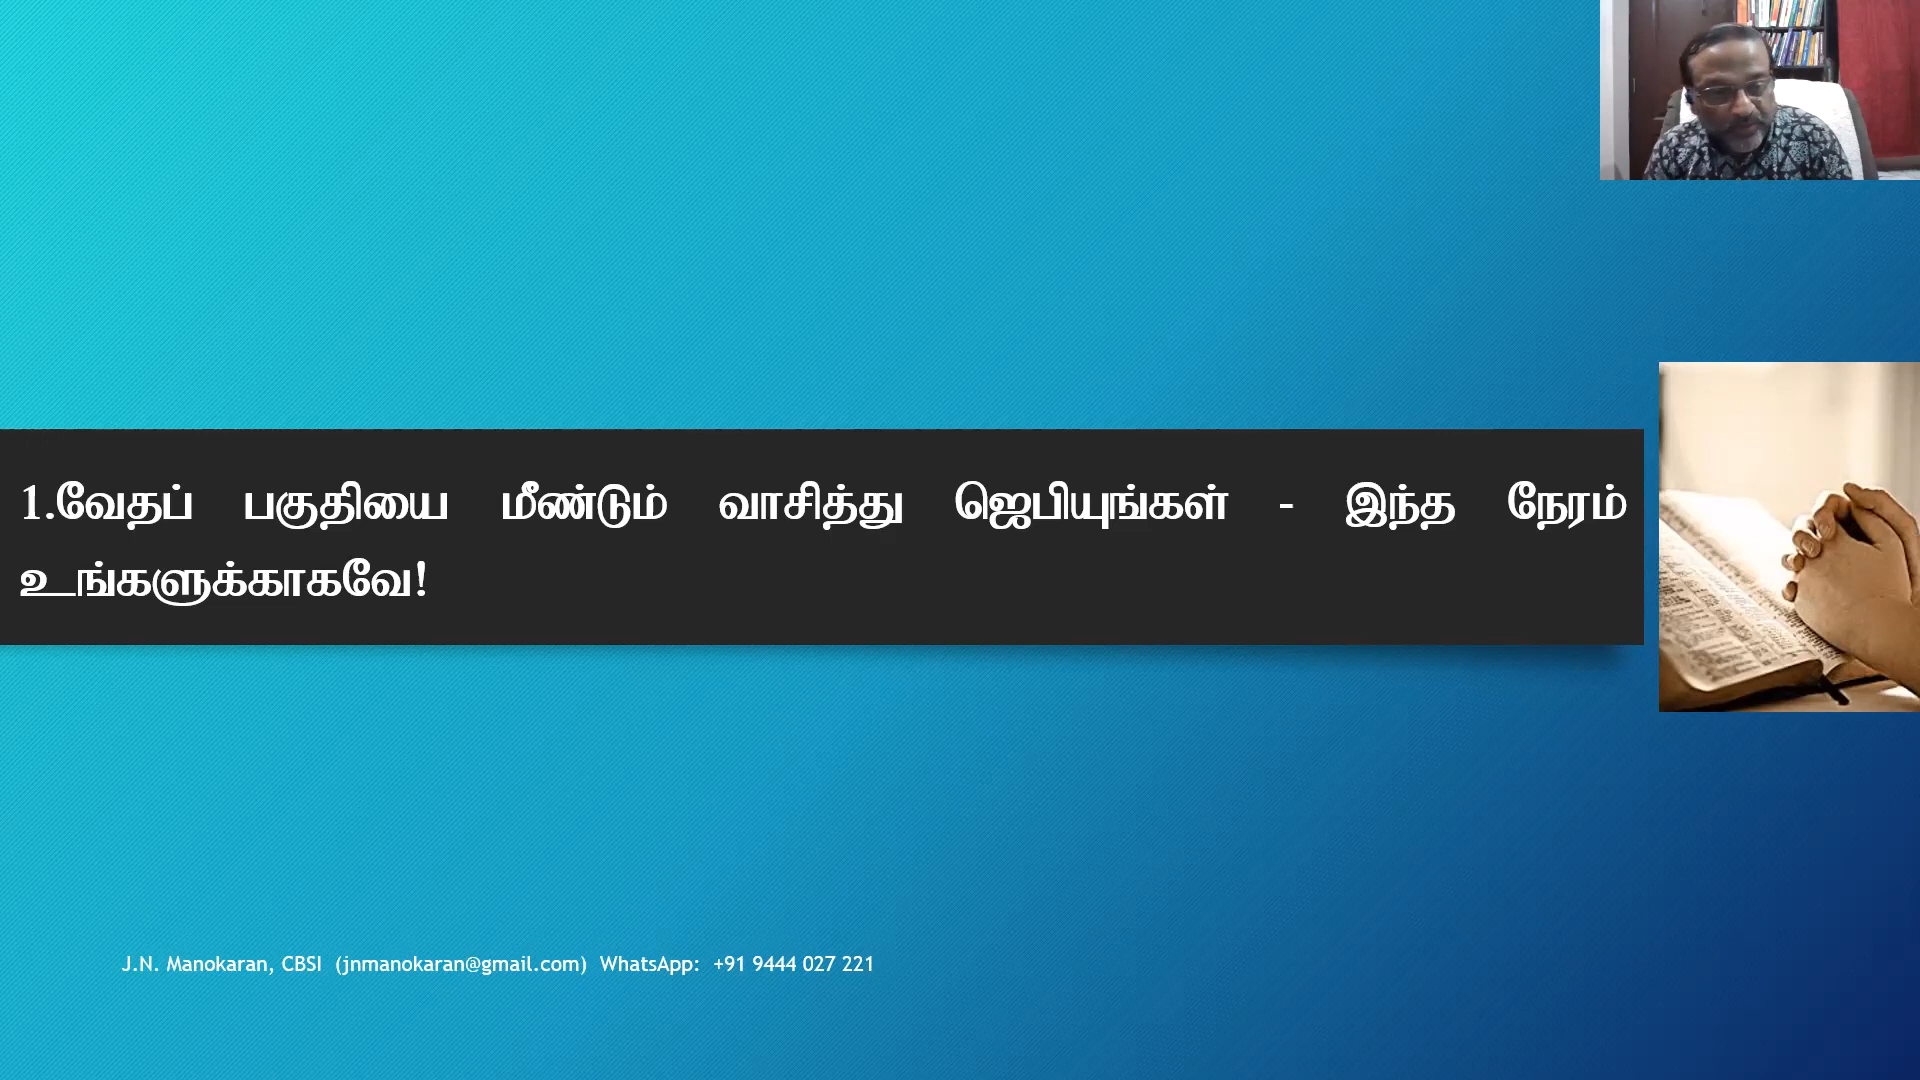 1.வேதப் பகுதியை மீண்டும் வாசித்து ஜெபியுங்கள் - இந்த நேரம்
உங்களுக்காகவே!
J.N. Manokaran, CBSI (jnmanokaran@gmail.com) WhatsApp: +91 9444 027 221